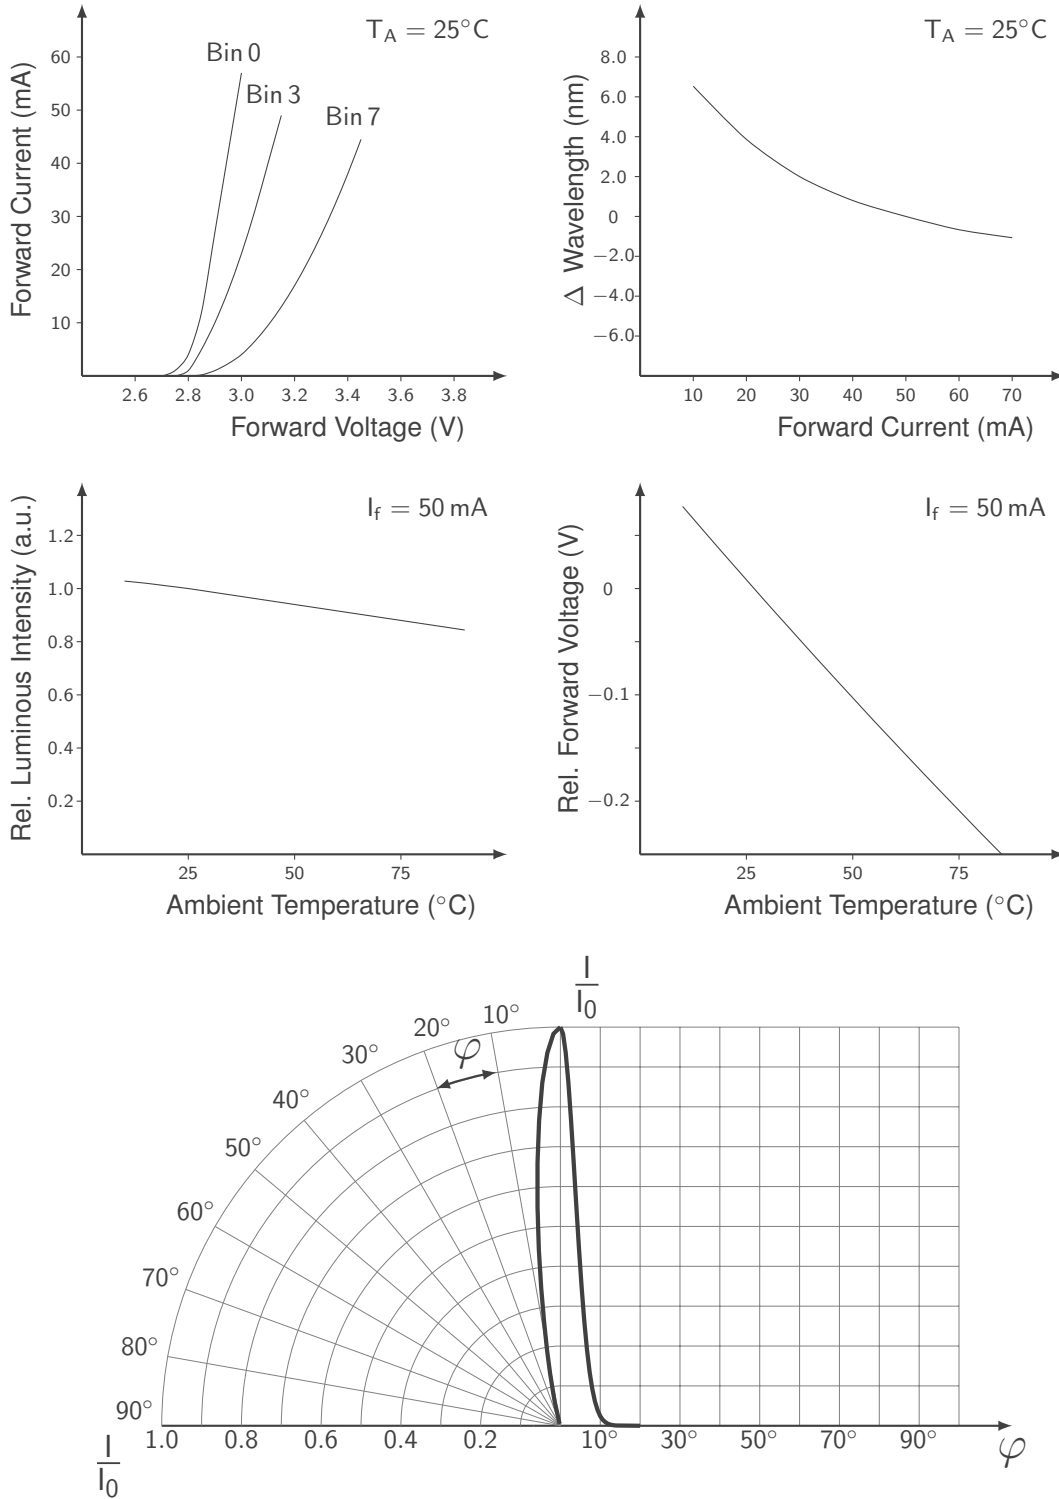 T_A = 25°C
Forward Current (mA)
60
50
40
30
20
10
Bin 0
Bin 3
Bin 7
2.6 2.8 3.0 3.2 3.4 3.6 3.8
Forward Voltage (V)
T_A = 25°C
Δ Wavelength (nm)
8.0
6.0
4.0
2.0
0
−2.0
−4.0
−6.0
10 20 30 40 50 60 70
Forward Current (mA)
I_f = 50 mA
Rel. Luminous Intensity (a.u.)
1.2
1.0
0.8
0.6
0.4
0.2
25 50 75
Ambient Temperature (°C)
I_f = 50 mA
Rel. Forward Voltage (V)
0
−0.1
−0.2
25 50 75
Ambient Temperature (°C)
I
I_0
10°
20°
φ
30°
40°
50°
60°
70°
80°
90°
1.0 0.8 0.6 0.4 0.2 10° 30° 50° 70° 90° φ
I
I_0